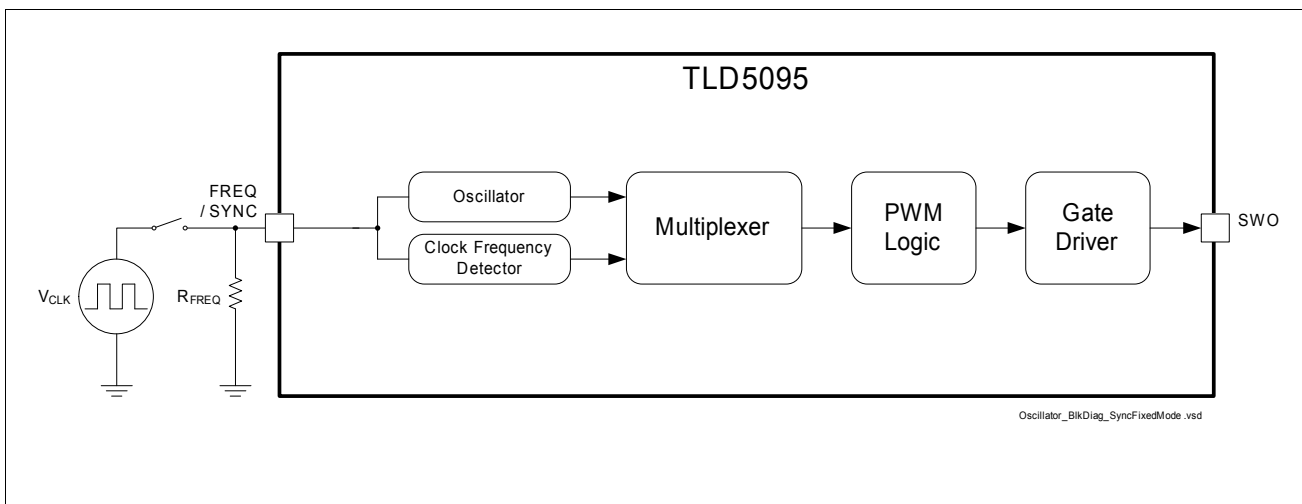 TLD5095
FREQ
/ SYNC
Oscillator
Clock Frequency
Detector
Multiplexer
PWM
Logic
Gate
Driver
SWO
VCLK
RFREQ
Oscillator_BlkDiag_SyncFixedMode .vsd